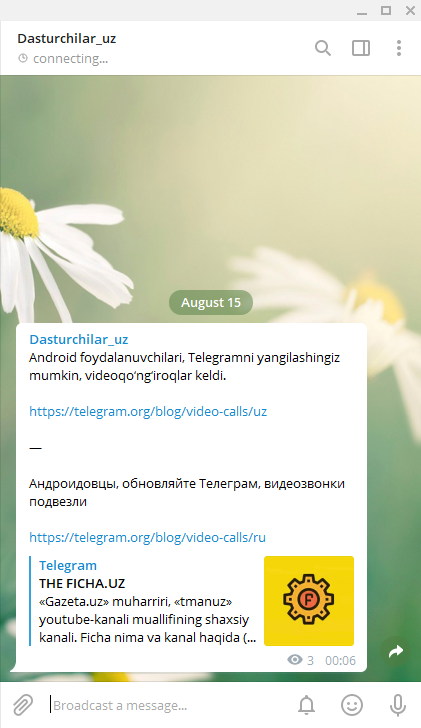 Dasturchilar_uz
connecting...
August 15
Dasturchilar_uz
Android foydalanuvchilari, Telegramni yangilashingiz
mumkin, videoqo‘ng‘iroqlar keldi.
https://telegram.org/blog/video-calls/uz
—
Андроидовцы, обновляйте Телеграм, видеозвонки
подвезли
https://telegram.org/blog/video-calls/ru
Telegram
THE FICHA.UZ
«Gazeta.uz» muharriri, «tmanuz»
youtube-kanali muallifining shaxsiy
kanali. Ficha nima va kanal haqida (...
F
3 00:06
Broadcast a message...